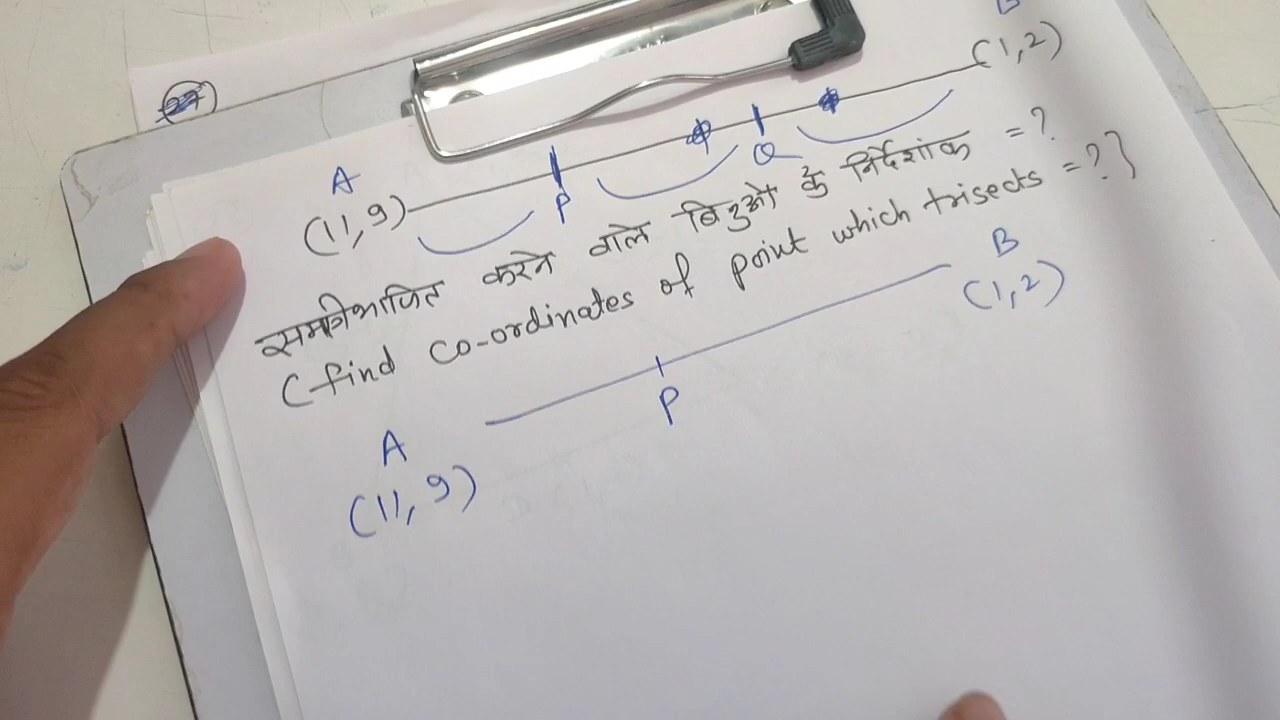 B
(1,2)
A
(11,9)
P
Q
समत्रीभाजित करने वाले बिंदुओं के निर्देशांक = ?
(find co-ordinates of point which trisects = ?)
B
(1,2)
P
A
(11,9)